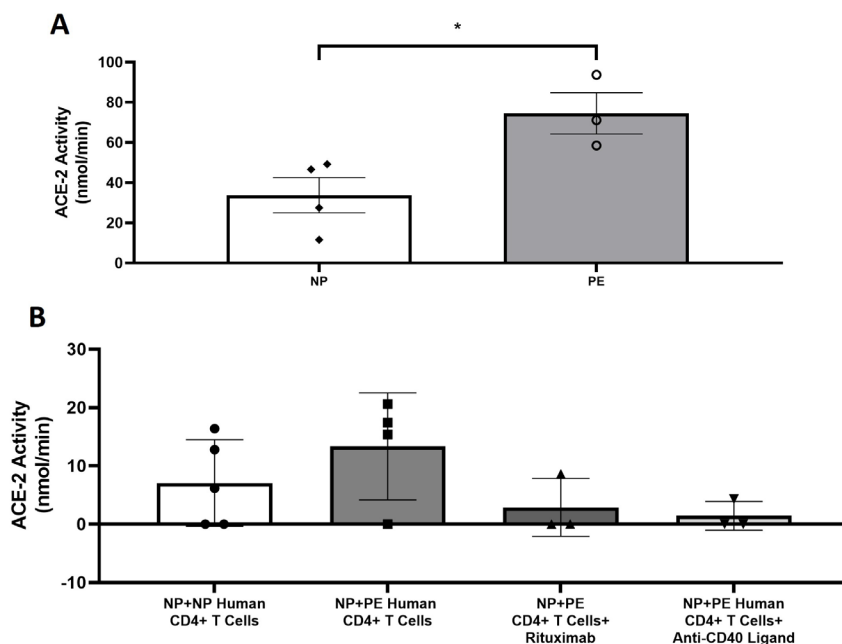 A
*
100
80
60
40
20
0
ACE-2 Activity
(nmol/min)
NP
PE
B
30
20
10
0
-10
ACE-2 Activity
(nmol/min)
NP+NP Human
CD4+ T Cells
NP+PE Human
CD4+ T Cells
NP+PE
CD4+ T Cells+
Rituximab
NP+PE Human
CD4+ T Cells+
Anti-CD40 Ligand